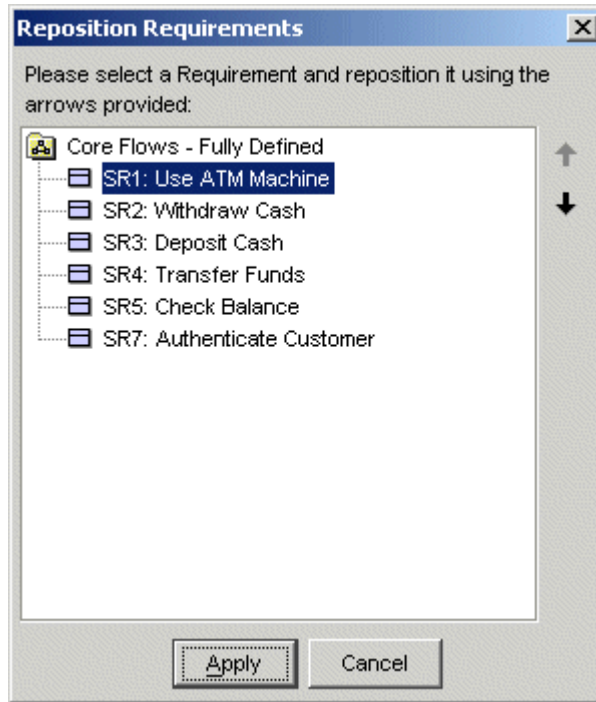 Reposition Requirements
Please select a Requirement and reposition it using the
arrows provided:
Core Flows - Fully Defined
SR1: Use ATM Machine
SR2: Withdraw Cash
SR3: Deposit Cash
SR4: Transfer Funds
SR5: Check Balance
SR7: Authenticate Customer
Apply Cancel